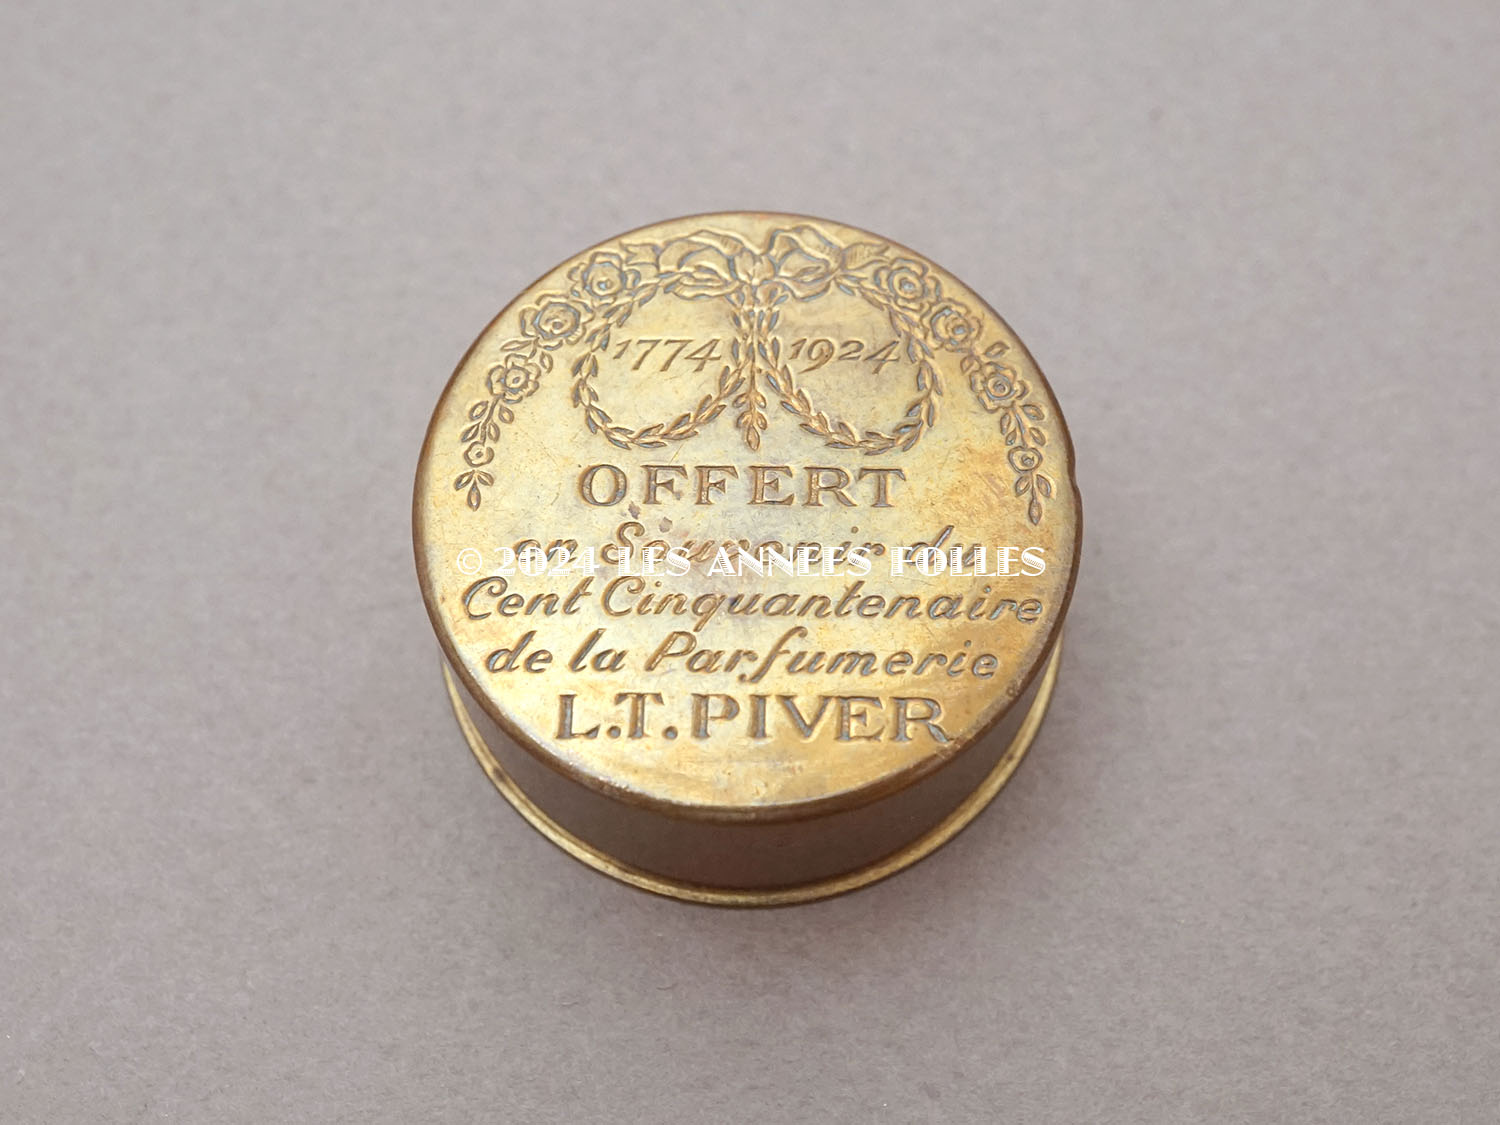 1774 1924
OFFERT
en Souvenir du
© 2024 LES ANNEES FOLLES
Cent Cinquantenaire
de la Parfumerie
L.T. PIVER